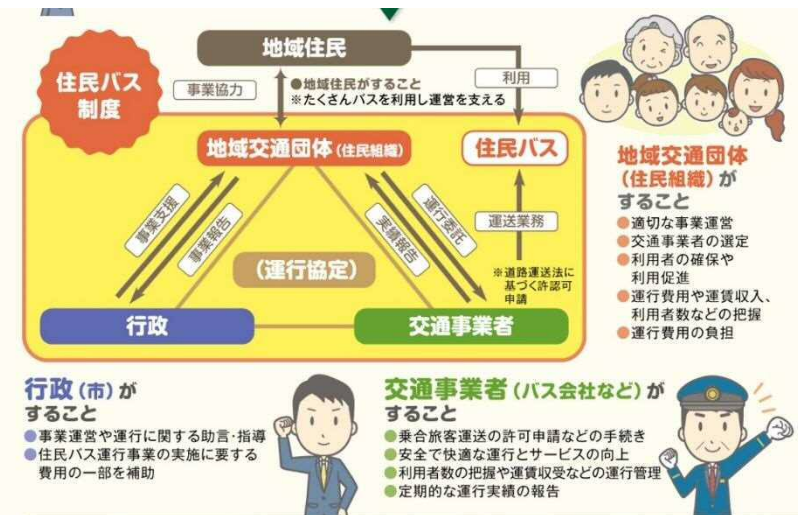 住民バス
制度
地域住民
事業協力
●地域住民がすること
※たくさんバスを利用し運営を支える
利用
地域交通団体(住民組織)
住民バス
事業支援
事業報告
実績報告
運行委託
運送業務
(運行協定)
※道路運送法に
基づく許認可
申請
行政
交通事業者
地域交通団体
(住民組織)が
すること
●適切な事業運営
●交通事業者の選定
●利用者の確保や
利用促進
●運行費用や運賃収入、
利用者数などの把握
●運行費用の負担
行政(市)が
すること
●事業運営や運行に関する助言・指導
●住民バス運行事業の実施に要する
費用の一部を補助
交通事業者(バス会社など)が
すること
●乗合旅客運送の許可申請などの手続き
●安全で快適な運行とサービスの向上
●利用者数の把握や運賃収受などの運行管理
●定期的な運行実績の報告